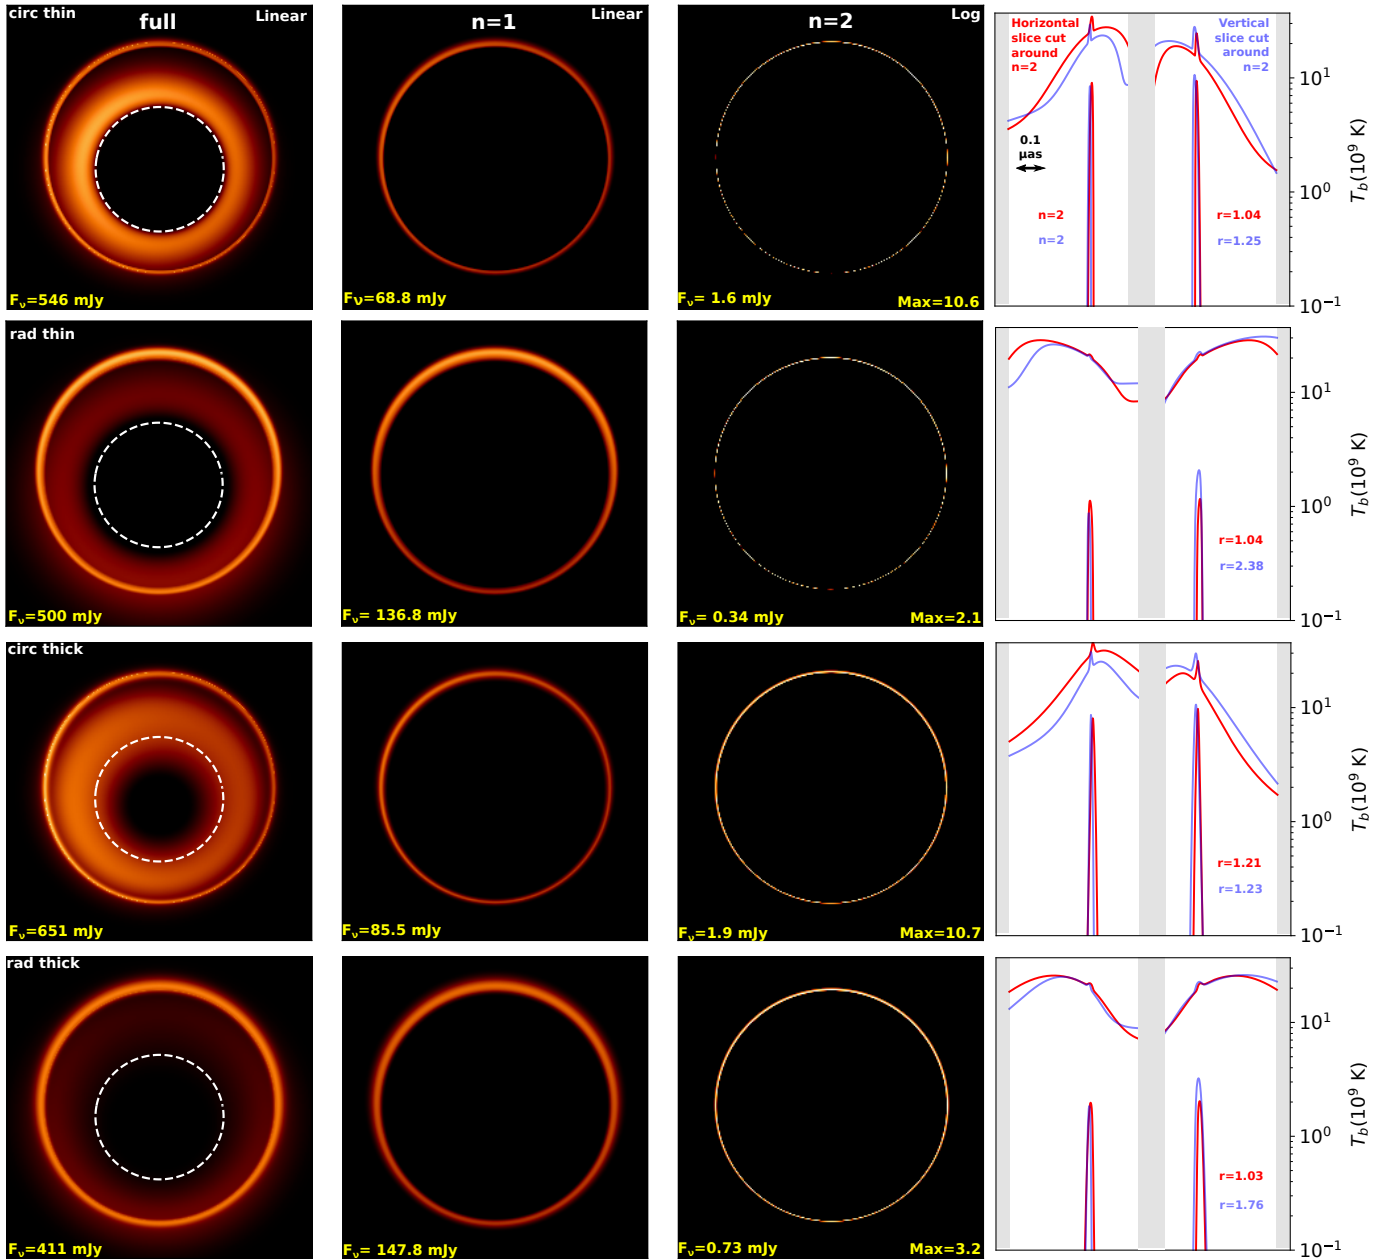 circ thin
full
Linear
F_ν=546 mJy
n=1
Linear
Fν=68.8 mJy
n=2
Log
F_ν= 1.6 mJy
Max=10.6
Horizontal
slice cut
around
n=2
Vertical
slice cut
around
n=2
0.1
μas
n=2
n=2
r=1.04
r=1.25
10¹
10⁰
10⁻¹
T_b(10⁹ K)
rad thin
F_ν=500 mJy
F_ν= 136.8 mJy
F_ν= 0.34 mJy
Max=2.1
r=1.04
r=2.38
10¹
10⁰
10⁻¹
T_b(10⁹ K)
circ thick
F_ν=651 mJy
F_ν=85.5 mJy
F_ν=1.9 mJy
Max=10.7
r=1.21
r=1.23
10¹
10⁰
10⁻¹
T_b(10⁹ K)
rad thick
F_ν=411 mJy
F_ν= 147.8 mJy
F_ν=0.73 mJy
Max=3.2
r=1.03
r=1.76
10¹
10⁰
10⁻¹
T_b(10⁹ K)